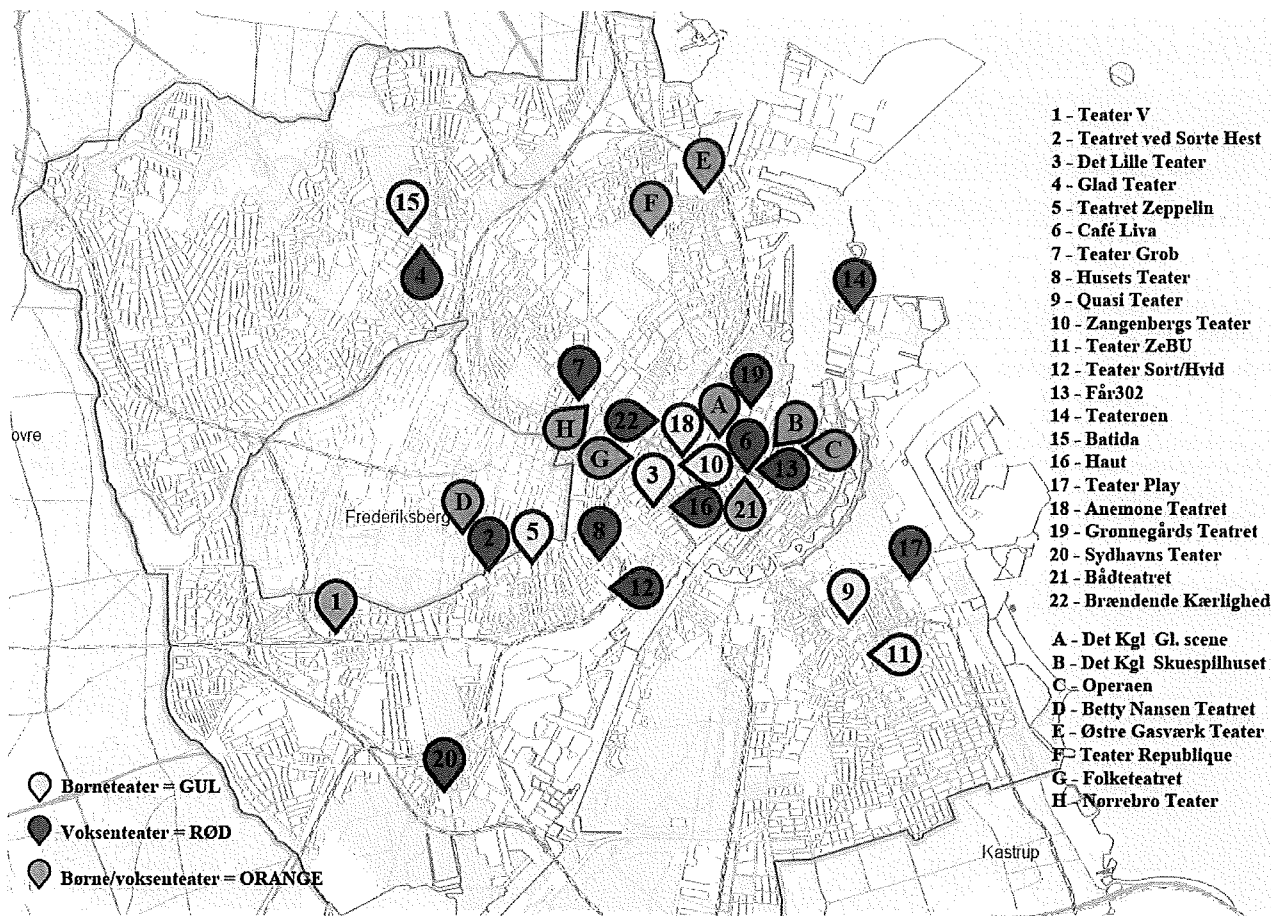 E
15
F
4
14
7
19
A
22
18
B
H
6
C
G
10
13
3
16
21
D
Frederiksberg
5
8
2
17
12
9
1
11
20
ovre
Kastrup
1 - Teater V
2 - Teatret ved Sorte Hest
3 - Det Lille Teater
4 - Glad Teater
5 - Teatret Zeppelin
6 - Café Liva
7 - Teater Grob
8 - Husets Teater
9 - Quasi Teater
10 - Zangenbergs Teater
11 - Teater ZeBU
12 - Teater Sort/Hvid
13 - Får302
14 - Teaterøen
15 - Batida
16 - Haut
17 - Teater Play
18 - Anemone Teatret
19 - Grønnegårds Teatret
20 - Sydhavns Teater
21 - Bådteatret
22 - Brændende Kærlighed
A - Det Kgl Gl. scene
B - Det Kgl Skuespilhuset
C - Operaen
D - Betty Nansen Teatret
E - Østre Gasværk Teater
F - Teater Republique
G - Folketeatret
H - Nørrebro Teater
Børneteater = GUL
Voksenteater = RØD
Børne/voksenteater = ORANGE